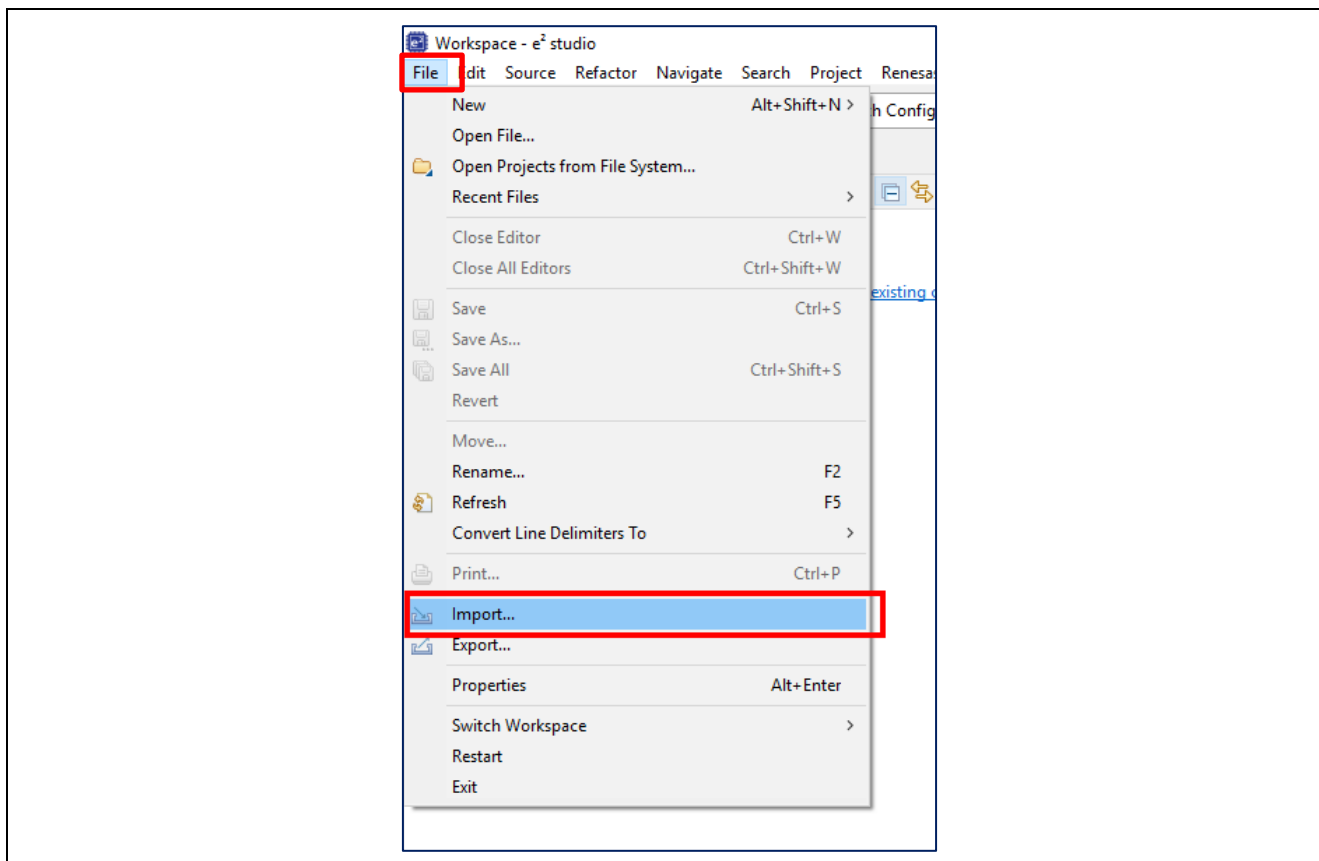 Workspace - e² studio
File Edit Source Refactor Navigate Search Project Renesas
New Alt+Shift+N >
h Config
Open File...
Open Projects from File System...
Recent Files >
Close Editor Ctrl+W
Close All Editors Ctrl+Shift+W
existing
Save Ctrl+S
Save As...
Save All Ctrl+Shift+S
Revert
Move...
Rename... F2
Refresh F5
Convert Line Delimiters To >
Print... Ctrl+P
Import...
Export...
Properties Alt+Enter
Switch Workspace >
Restart
Exit